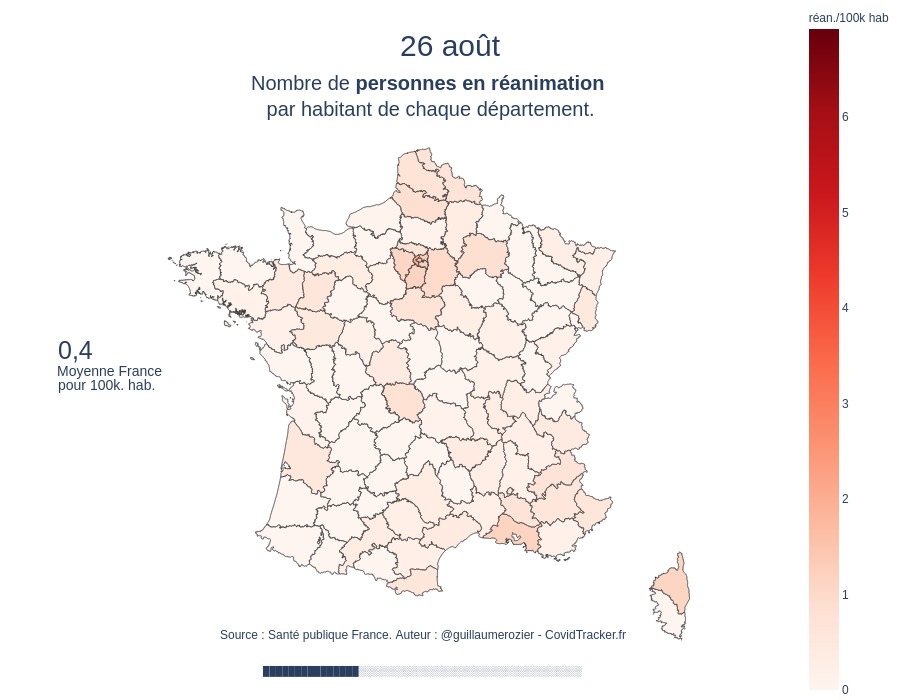 réan./100k hab
26 août
Nombre de personnes en réanimation
par habitant de chaque département.
6
5
4
3
2
1
0
0,4
Moyenne France
pour 100k. hab.
Source : Santé publique France. Auteur : @guillaumerozier - CovidTracker.fr